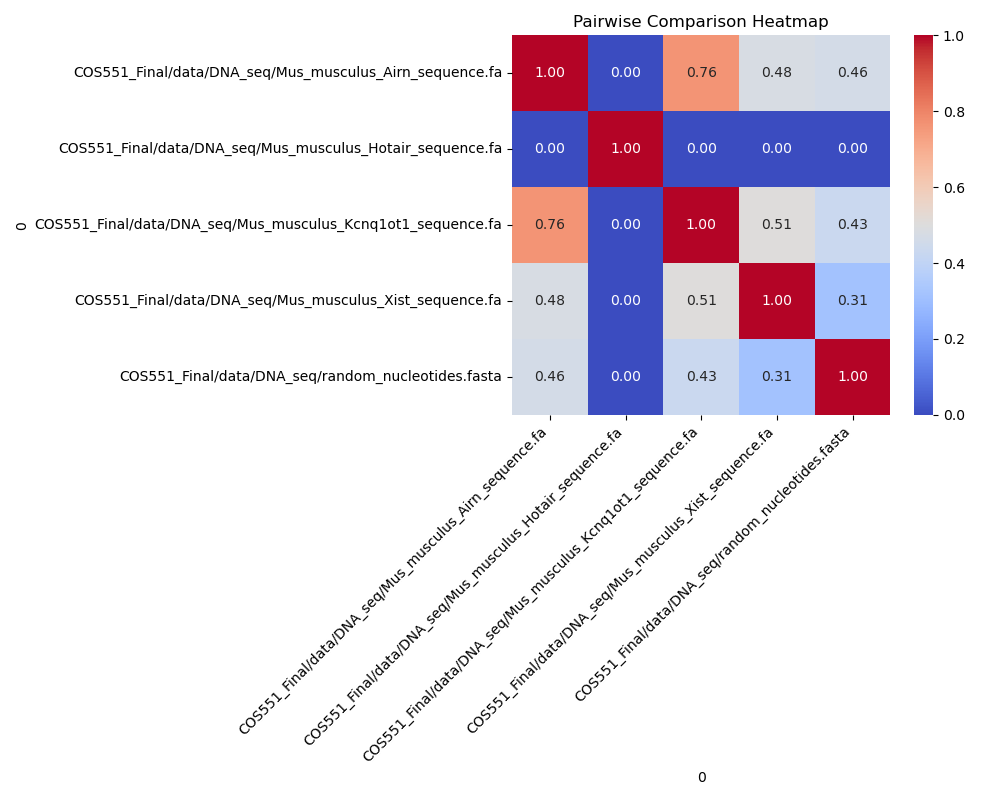 Pairwise Comparison Heatmap
COS551_Final/data/DNA_seq/Mus_musculus_Airn_sequence.fa
1.00 0.00 0.76 0.48 0.46
COS551_Final/data/DNA_seq/Mus_musculus_Hotair_sequence.fa
0.00 1.00 0.00 0.00 0.00
COS551_Final/data/DNA_seq/Mus_musculus_Kcnq1ot1_sequence.fa
0.76 0.00 1.00 0.51 0.43
COS551_Final/data/DNA_seq/Mus_musculus_Xist_sequence.fa
0.48 0.00 0.51 1.00 0.31
COS551_Final/data/DNA_seq/random_nucleotides.fasta
0.46 0.00 0.43 0.31 1.00
0
1.0
0.8
0.6
0.4
0.2
0.0
COS551_Final/data/DNA_seq/Mus_musculus_Airn_sequence.fa
COS551_Final/data/DNA_seq/Mus_musculus_Hotair_sequence.fa
COS551_Final/data/DNA_seq/Mus_musculus_Kcnq1ot1_sequence.fa
COS551_Final/data/DNA_seq/Mus_musculus_Xist_sequence.fa
COS551_Final/data/DNA_seq/random_nucleotides.fasta
0